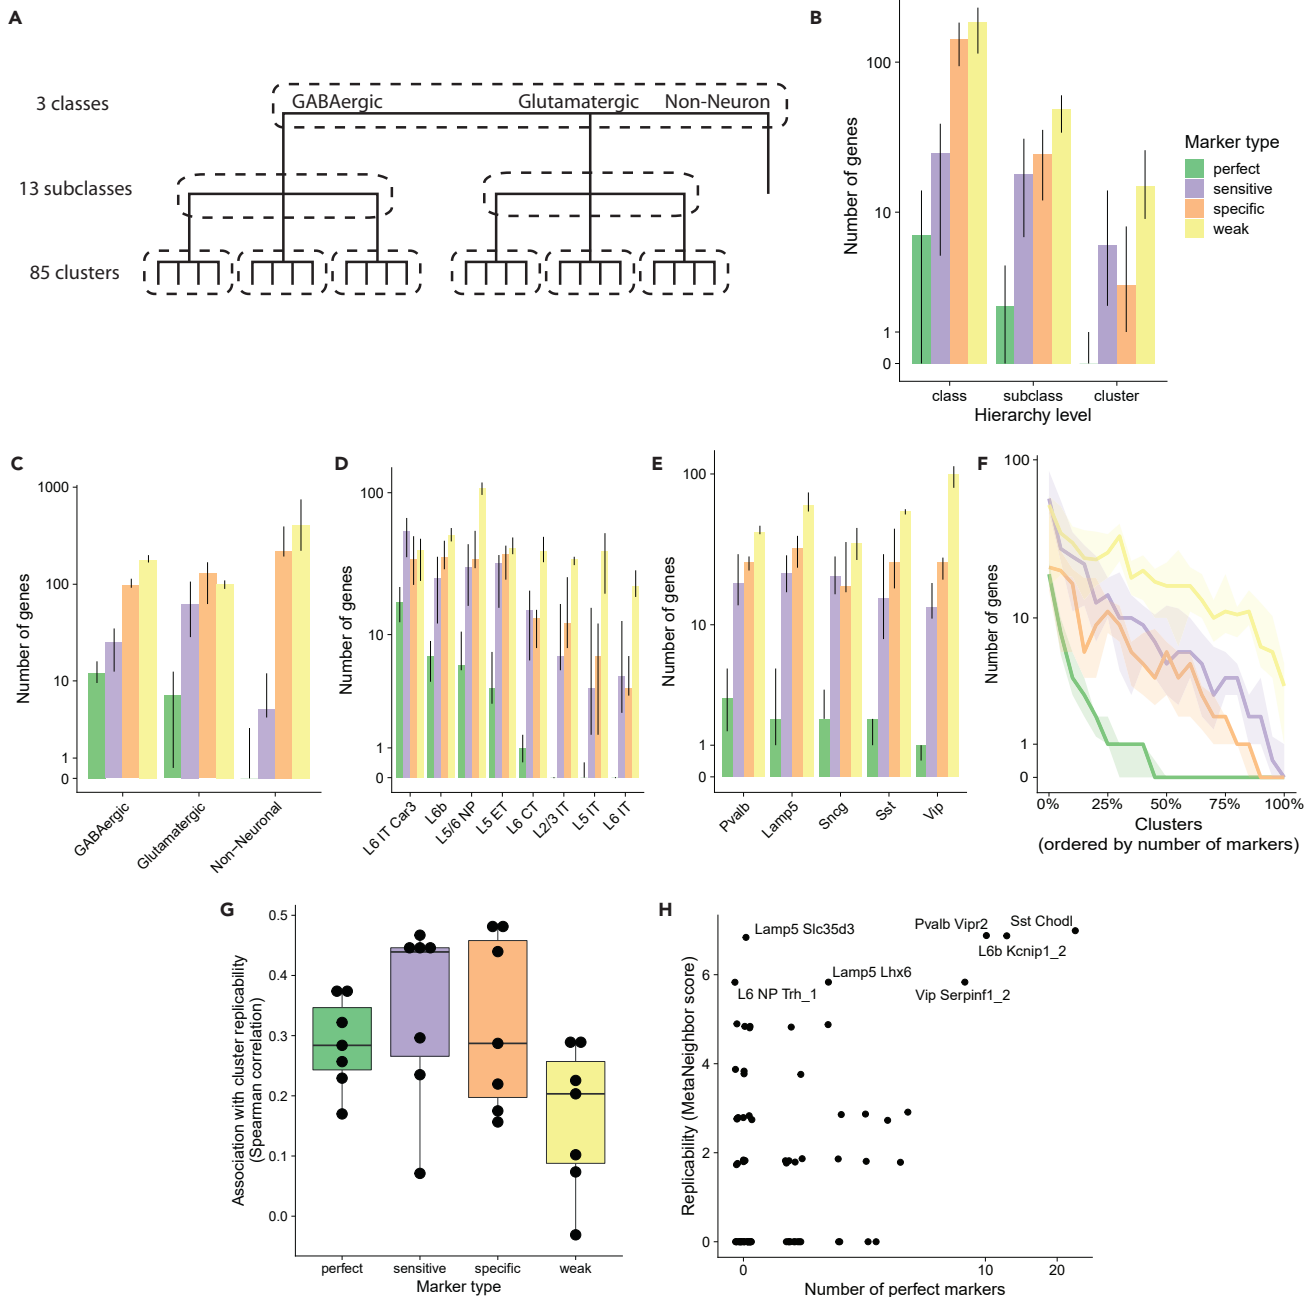 A
3 classes
GABAergic
Glutamatergic
Non-Neuron
13 subclasses
85 clusters
B
Number of genes
100
10
1
0
class
subclass
cluster
Hierarchy level
Marker type
perfect
sensitive
specific
weak
C
Number of genes
1000
100
10
1
0
GABAergic
Glutamatergic
Non−Neuronal
D
Number of genes
100
10
1
0
L6 IT Car3
L6b
L5/6 NP
L5 ET
L6 CT
L2/3 IT
L5 IT
L6 IT
E
Number of genes
100
10
1
0
Pvalb
Lamp5
Sncg
Sst
Vip
F
Number of genes
100
10
1
0
0%
25%
50%
75%
100%
Clusters
(ordered by number of markers)
G
Association with cluster replicability
(Spearman correlation)
0.5
0.4
0.3
0.2
0.1
0.0
perfect
sensitive
specific
weak
Marker type
H
Replicability (MetaNeighbor score)
6
4
2
0
Lamp5 Slc35d3
Pvalb Vipr2
Sst Chodl
L6b Kcnip1_2
Lamp5 Lhx6
L6 NP Trh_1
Vip Serpinf1_2
0
10
20
Number of perfect markers